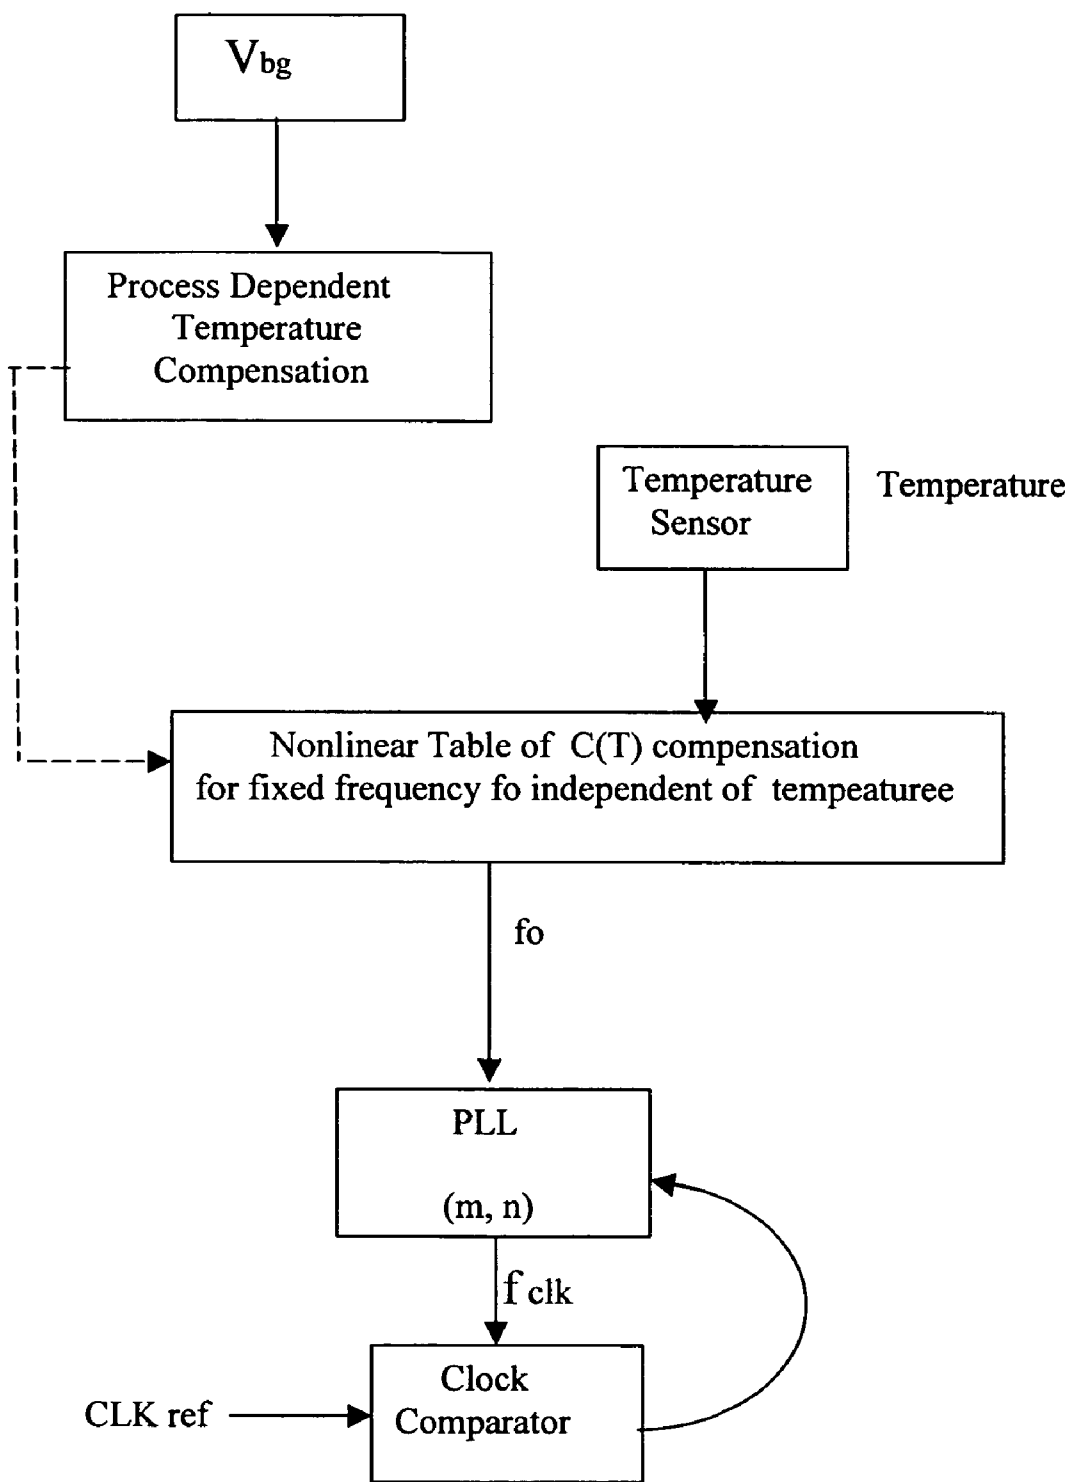 Vbg
Process Dependent
Temperature
Compensation
Temperature
Sensor
Temperature
Nonlinear Table of C(T) compensation
for fixed frequency fo independent of tempeaturee
fo
PLL
(m, n)
f clk
Clock
Comparator
CLK ref